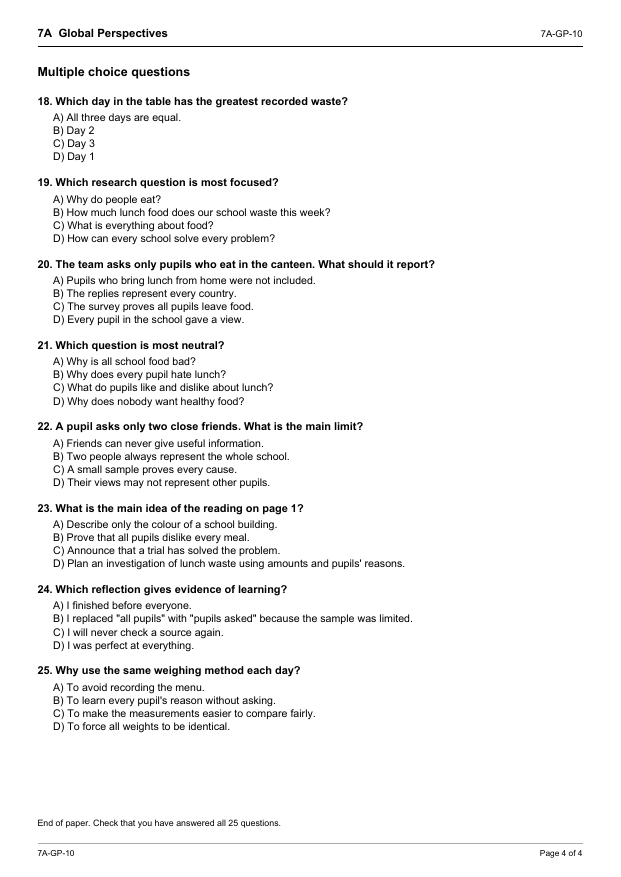 7A Global Perspectives
7A-GP-10
Multiple choice questions
18. Which day in the table has the greatest recorded waste?
A) All three days are equal.
B) Day 2
C) Day 3
D) Day 1
19. Which research question is most focused?
A) Why do people eat?
B) How much lunch food does our school waste this week?
C) What is everything about food?
D) How can every school solve every problem?
20. The team asks only pupils who eat in the canteen. What should it report?
A) Pupils who bring lunch from home were not included.
B) The replies represent every country.
C) The survey proves all pupils leave food.
D) Every pupil in the school gave a view.
21. Which question is most neutral?
A) Why is all school food bad?
B) Why does every pupil hate lunch?
C) What do pupils like and dislike about lunch?
D) Why does nobody want healthy food?
22. A pupil asks only two close friends. What is the main limit?
A) Friends can never give useful information.
B) Two people always represent the whole school.
C) A small sample proves every cause.
D) Their views may not represent other pupils.
23. What is the main idea of the reading on page 1?
A) Describe only the colour of a school building.
B) Prove that all pupils dislike every meal.
C) Announce that a trial has solved the problem.
D) Plan an investigation of lunch waste using amounts and pupils' reasons.
24. Which reflection gives evidence of learning?
A) I finished before everyone.
B) I replaced "all pupils" with "pupils asked" because the sample was limited.
C) I will never check a source again.
D) I was perfect at everything.
25. Why use the same weighing method each day?
A) To avoid recording the menu.
B) To learn every pupil's reason without asking.
C) To make the measurements easier to compare fairly.
D) To force all weights to be identical.
End of paper. Check that you have answered all 25 questions.
7A-GP-10
Page 4 of 4